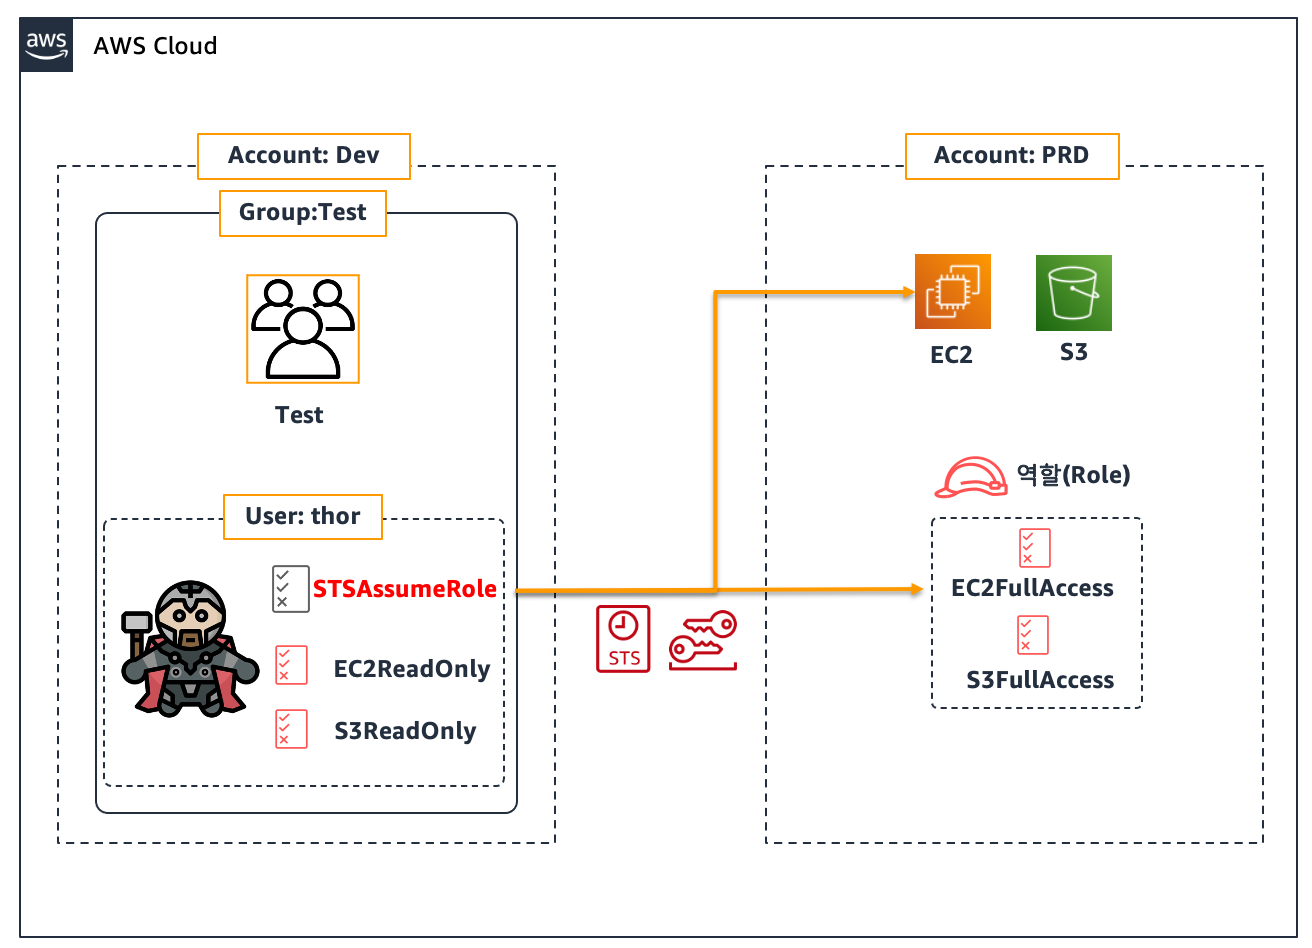 aws
AWS Cloud
Account: Dev
Account: PRD
Group:Test
Test
EC2
S3
역할(Role)
User: thor
STSAssumeRole
EC2ReadOnly
S3ReadOnly
STS
EC2FullAccess
S3FullAccess